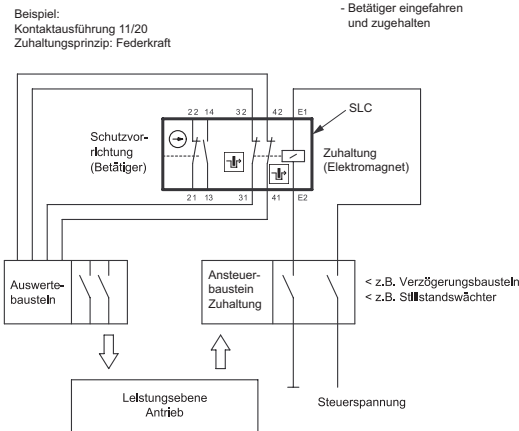 Beispiel:
Kontaktausführung 11/20
Zuhaltungsprinzip: Federkraft
- Betätiger eingefahren
und zugehalten
22 14 32 42 E1
SLC
Schutzvor-
richtung
(Betätiger)
Zuhaltung
(Elektromagnet)
21 13 31 41 E2
Auswerte-
baustein
Ansteuer-
baustein
Zuhaltung
< z.B. Verzögerungsbaustein
< z.B. Stillstandswächter
Leistungsebene
Antrieb
Steuerspannung